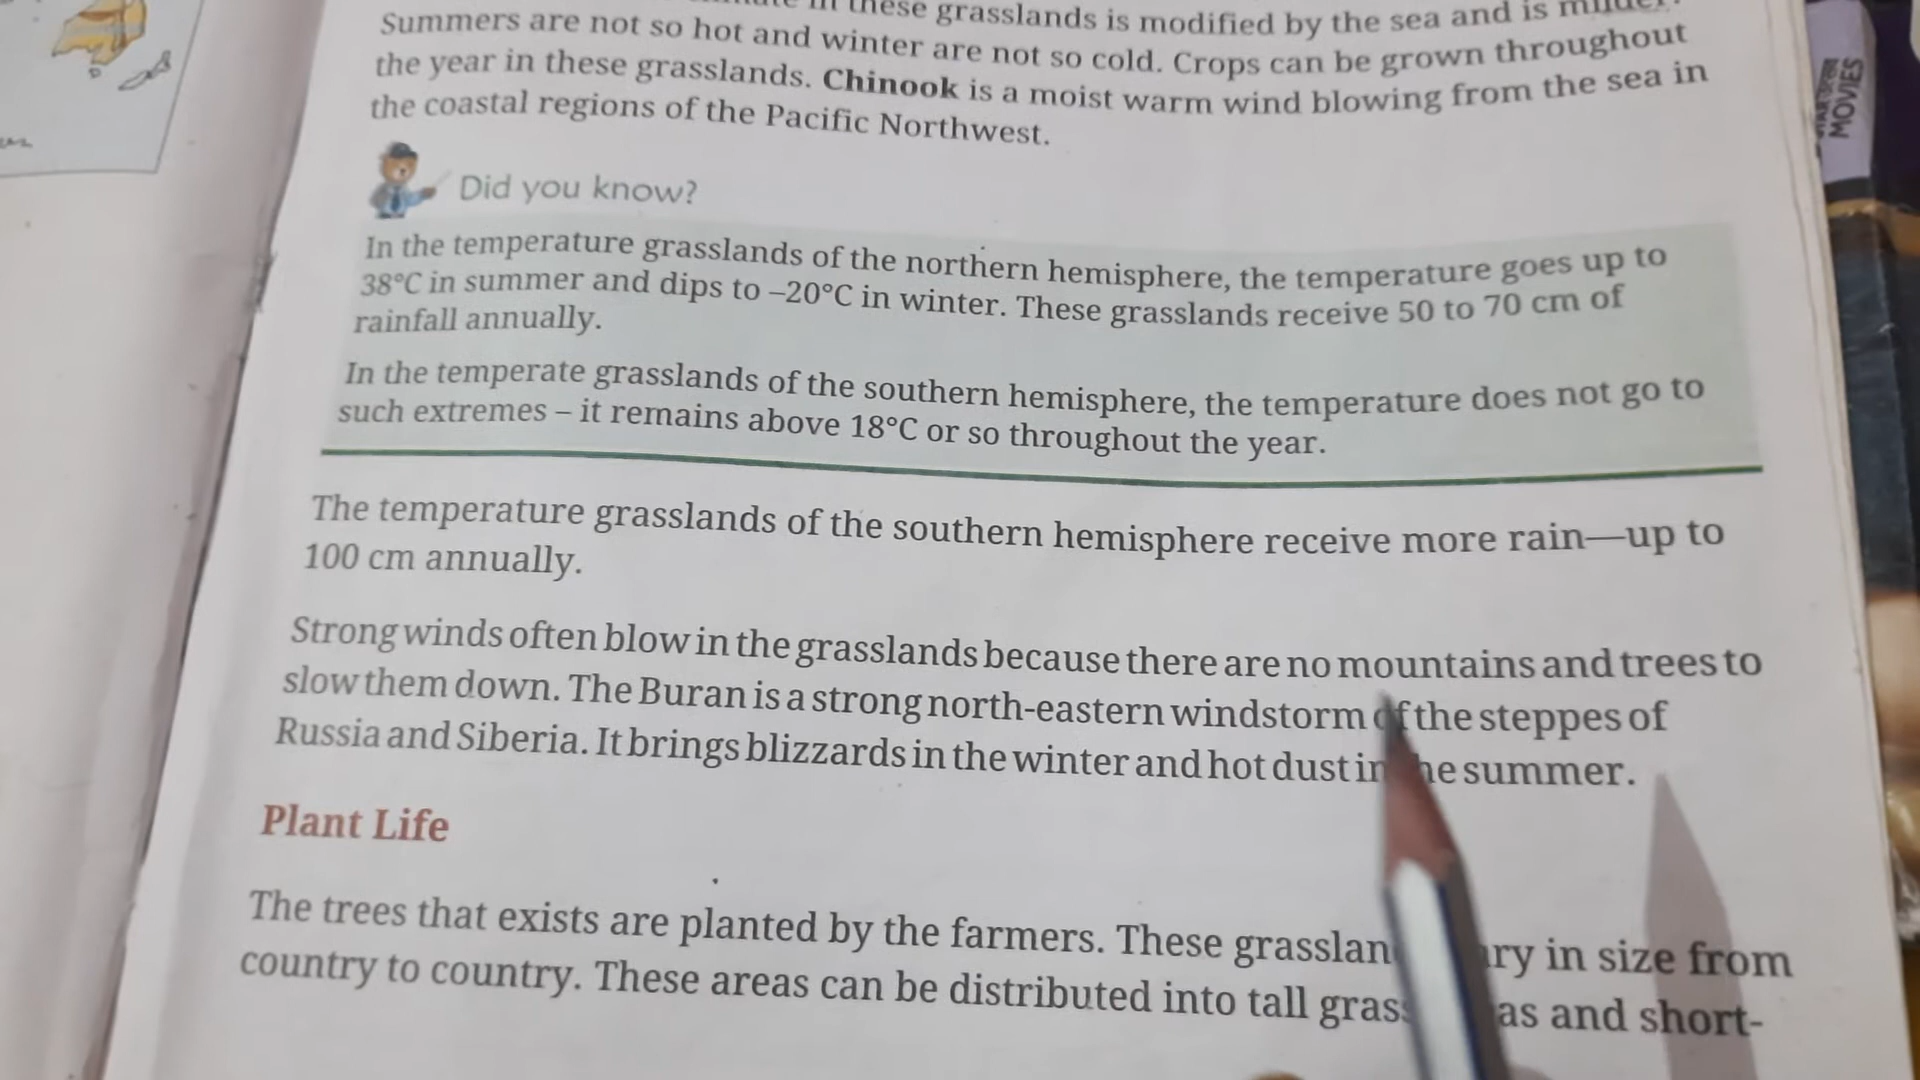 in these grasslands is modified by the sea and is milder.
Summers are not so hot and winter are not so cold. Crops can be grown throughout
the year in these grasslands. Chinook is a moist warm wind blowing from the sea in
the coastal regions of the Pacific Northwest.
Did you know?
In the temperature grasslands of the northern hemisphere, the temperature goes up to
38°C in summer and dips to –20°C in winter. These grasslands receive 50 to 70 cm of
rainfall annually.
In the temperate grasslands of the southern hemisphere, the temperature does not go to
such extremes – it remains above 18°C or so throughout the year.
The temperature grasslands of the southern hemisphere receive more rain—up to
100 cm annually.
Strong winds often blow in the grasslands because there are no mountains and trees to
slow them down. The Buran is a strong north-eastern windstorm of the steppes of
Russia and Siberia. It brings blizzards in the winter and hot dust in the summer.
Plant Life
The trees that exists are planted by the farmers. These in size from
country to country. These areas can be distributed into tall and short-
MOVIES